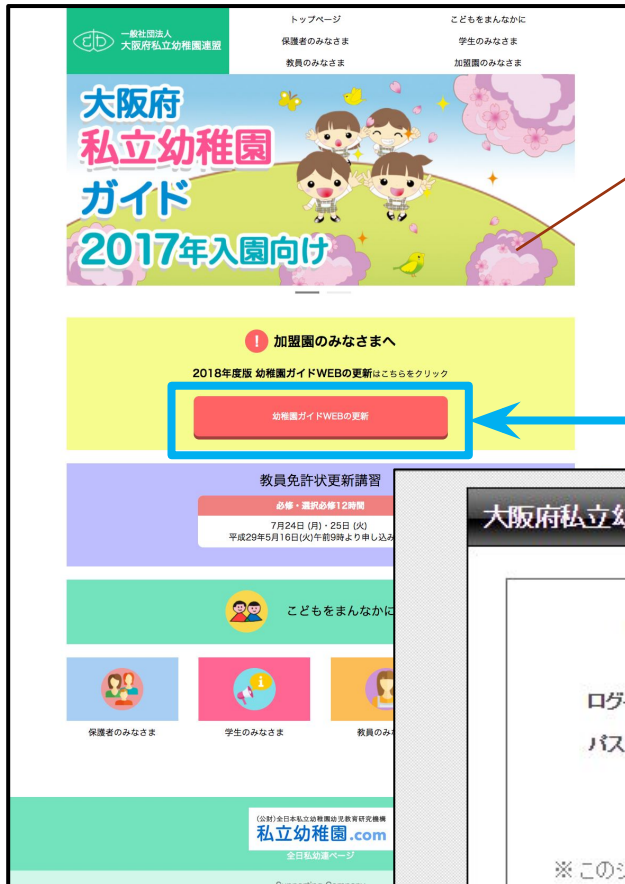 一般社団法人
大阪府私立幼稚園連盟
トップページ
こどもをまんなかに
保護者のみなさま
学生のみなさま
教員のみなさま
加盟園のみなさま
大阪府
私立幼稚園
ガイド
2017年入園向け
! 加盟園のみなさまへ
2018年度版 幼稚園ガイドWEBの更新はこちらをクリック
幼稚園ガイドWEBの更新
教員免許状更新講習
必修・選択必修12時間
7月24日 (月)・25日 (火)
平成29年5月16日(火)午前9時より申し込み
こどもをまんなかに
保護者のみなさま
学生のみなさま
教員のみ
(公財)全日本私立幼稚園幼児教育研究機構
私立幼稚園.com
全日私幼連ページ
大阪府私立幼
ログ
パス
※ このシ